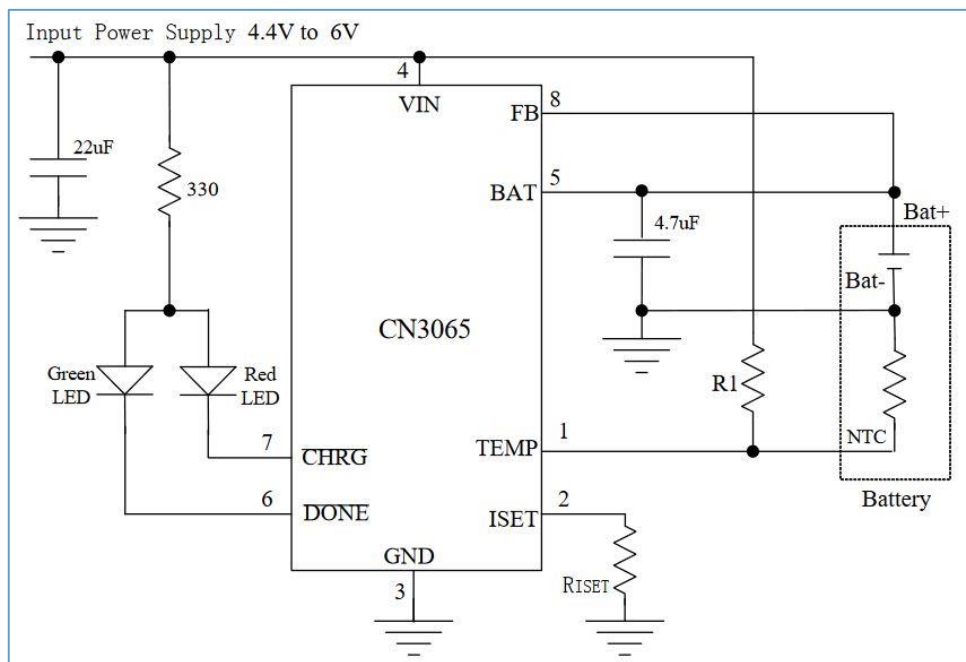 Input Power Supply 4.4V to 6V
4
VIN
8
FB
22uF
330
5
BAT
4.7uF
Bat+
Bat-
CN3065
Green
LED
Red
LED
R1
7
CHRG
1
TEMP
NTC
6
DONE
2
ISET
Battery
GND
3
RISET